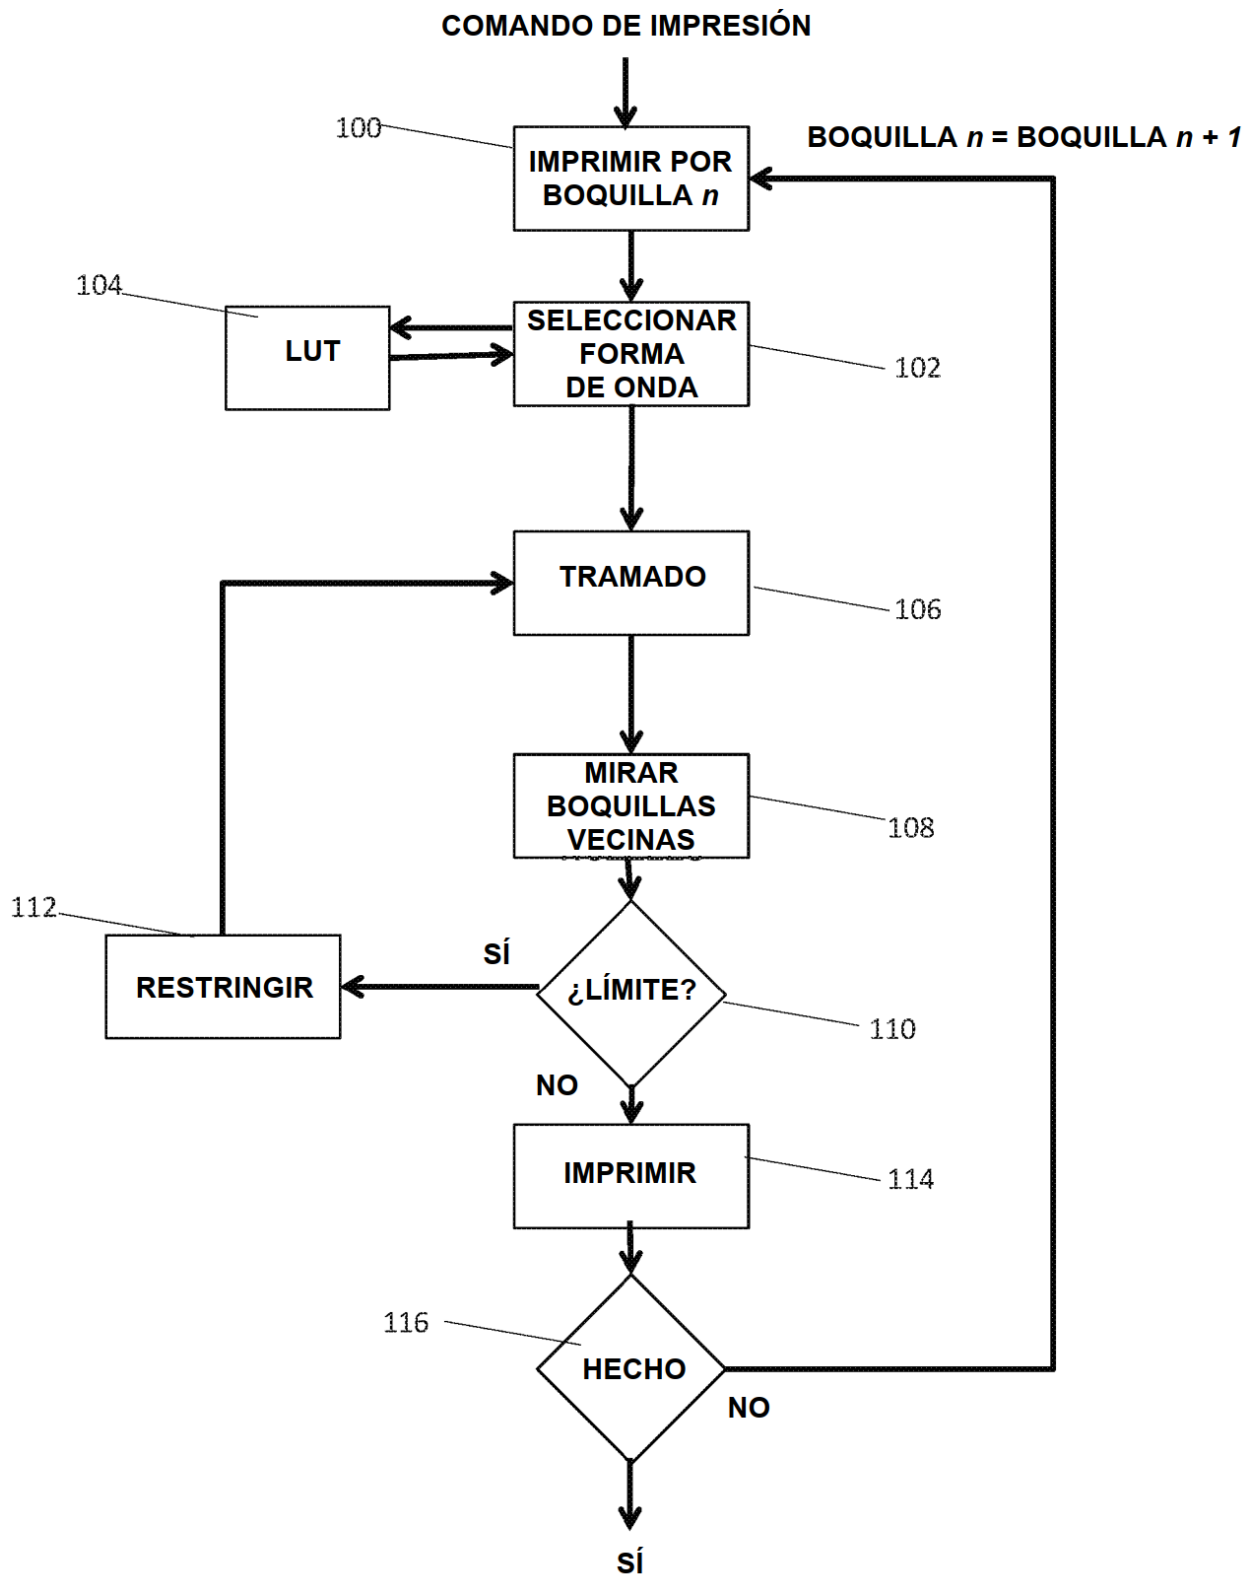 COMANDO DE IMPRESIÓN
100
IMPRIMIR POR
BOQUILLA n
BOQUILLA n = BOQUILLA n + 1
104
LUT
SELECCIONAR
FORMA
DE ONDA
102
TRAMADO
106
MIRAR
BOQUILLAS
VECINAS
108
112
RESTRINGIR
SÍ
¿LÍMITE?
110
NO
IMPRIMIR
114
116
HECHO
NO
SÍ